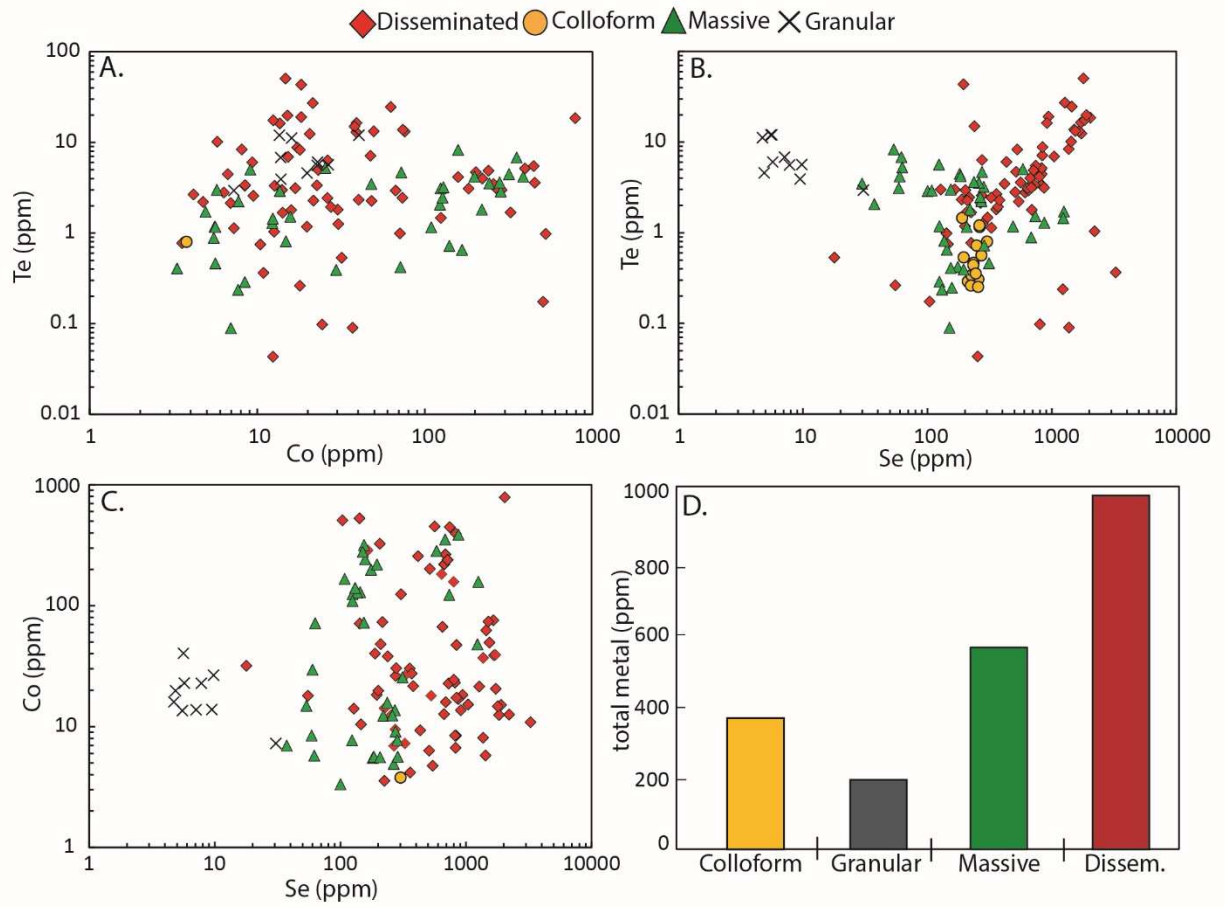 Disseminated Colloform Massive Granular
A.
100
10
1
0.1
0.01
Te (ppm)
1 10 100 1000
Co (ppm)
B.
100
10
1
0.1
0.01
Te (ppm)
1 10 100 1000 10000
Se (ppm)
C.
1000
100
10
1
Co (ppm)
1 10 100 1000 10000
Se (ppm)
D.
1000
800
600
400
200
0
total metal (ppm)
Colloform Granular Massive Dissem.